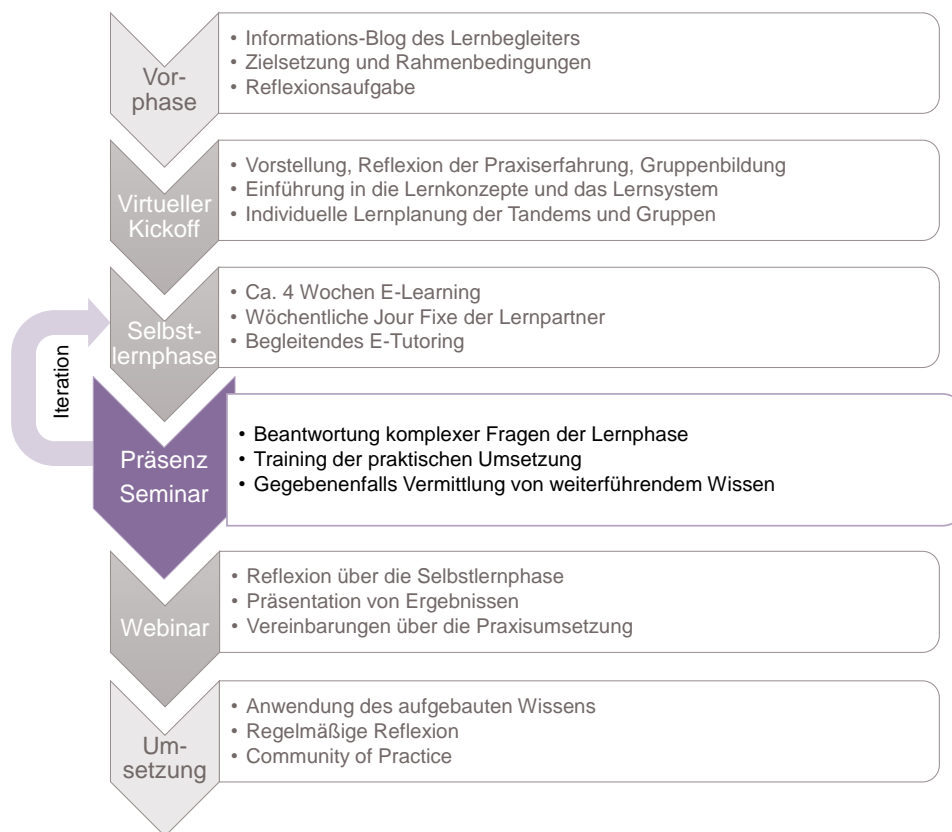 Vor-
phase
• Informations-Blog des Lernbegleiters
• Zielsetzung und Rahmenbedingungen
• Reflexionsaufgabe
Virtueller
Kickoff
• Vorstellung, Reflexion der Praxiserfahrung, Gruppenbildung
• Einführung in die Lernkonzepte und das Lernsystem
• Individuelle Lernplanung der Tandems und Gruppen
Selbst-
lernphase
• Ca. 4 Wochen E-Learning
• Wöchentliche Jour Fixe der Lernpartner
• Begleitendes E-Tutoring
Iteration
Präsenz
Seminar
• Beantwortung komplexer Fragen der Lernphase
• Training der praktischen Umsetzung
• Gegebenenfalls Vermittlung von weiterführendem Wissen
Webinar
• Reflexion über die Selbstlernphase
• Präsentation von Ergebnissen
• Vereinbarungen über die Praxisumsetzung
Um-
setzung
• Anwendung des aufgebauten Wissens
• Regelmäßige Reflexion
• Community of Practice